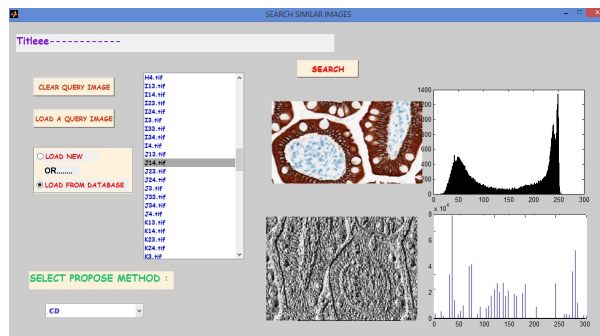 SEARCH SIMILAR IMAGES
Titleee------------
SEARCH
CLEAR QUERY IMAGE
LOAD A QUERY IMAGE
LOAD NEW
OR........
LOAD FROM DATABASE
H4.tif
I13.tif
I14.tif
I23.tif
I24.tif
I3.tif
I33.tif
I34.tif
I4.tif
J13.tif
J14.tif
J23.tif
J24.tif
J3.tif
J33.tif
J34.tif
J4.tif
K13.tif
K14.tif
K23.tif
K24.tif
K3.tif
SELECT PROPOSE METHOD :
CD
1400
1200
1000
800
600
400
200
0
0 50 100 150 200 250 300
x 10^4
8
6
4
2
0
0 50 100 150 200 250 300